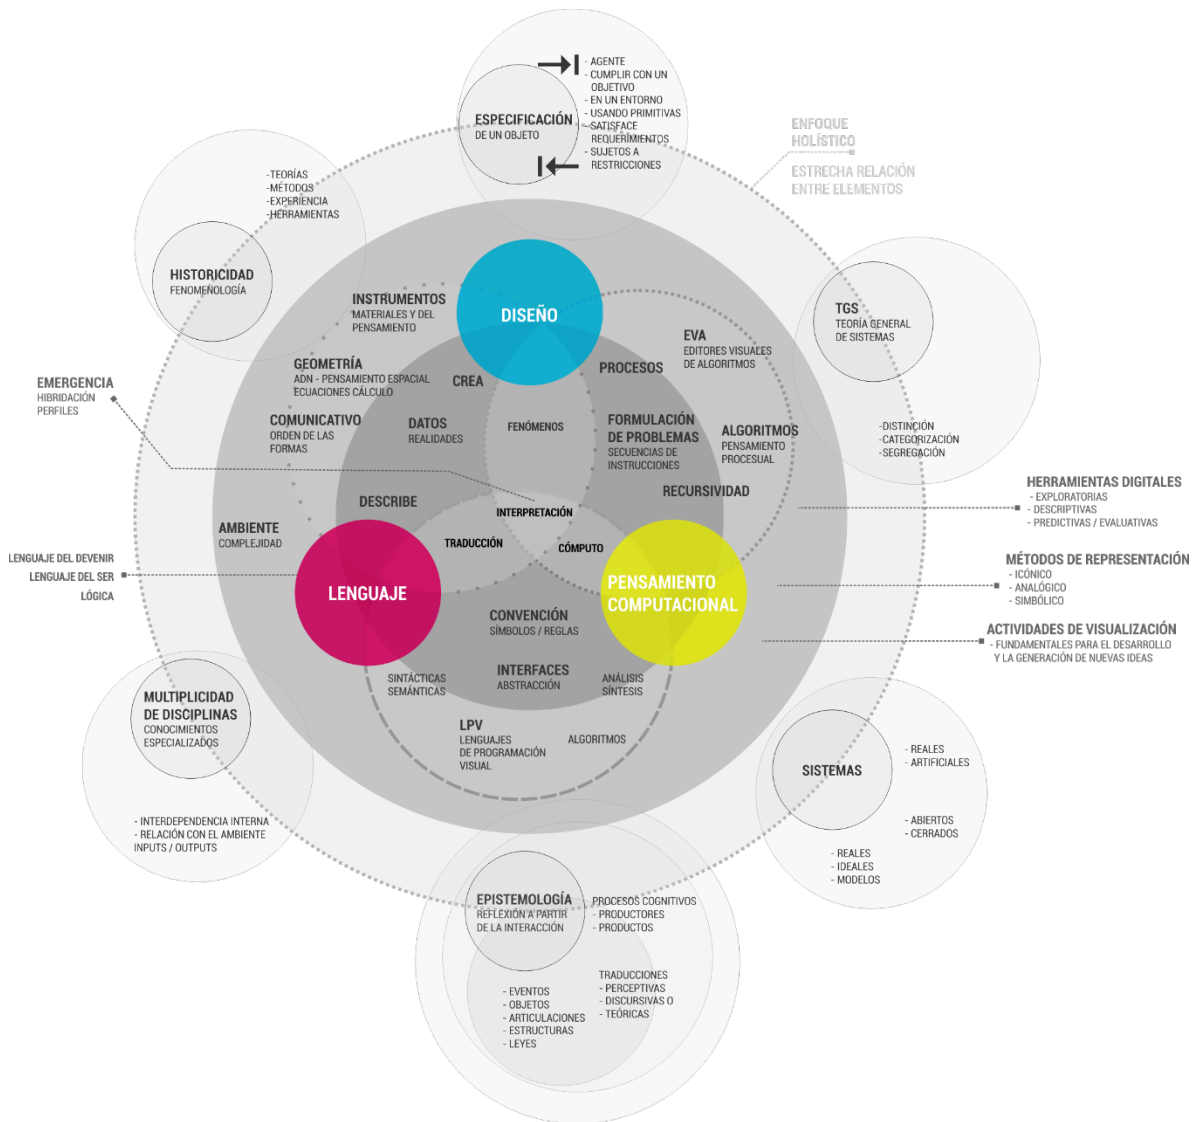 ESPECIFICACIÓN
DE UN OBJETO
- AGENTE
- CUMPLIR CON UN
OBJETIVO
- EN UN ENTORNO
- USANDO PRIMITIVAS
- SATISFACE
REQUERIMIENTOS
- SUJETOS A
RESTRICCIONES
ENFOQUE
HOLÍSTICO
ESTRECHA RELACIÓN
ENTRE ELEMENTOS
-TEORÍAS
-MÉTODOS
-EXPERIENCIA
-HERRAMIENTAS
HISTORICIDAD
FENOMEÑOLOGÍA
TGS
TEORÍA GENERAL
DE SISTEMAS
-DISTINCIÓN
-CATEGORIZACIÓN
-SEGREGACIÓN
DISEÑO
INSTRUMENTOS
MATERIALES Y DEL
PENSAMIENTO
GEOMETRÍA
ADN - PENSAMIENTO ESPACIAL
ECUACIONES CÁLCULO
COMUNICATIVO
ORDEN DE LAS
FORMAS
CREA
DATOS
REALIDADES
DESCRIBE
FENÓMENOS
PROCESOS
EVA
EDITORES VISUALES
DE ALGORITMOS
FORMULACIÓN
DE PROBLEMAS
SECUENCIAS DE
INSTRUCCIONES
ALGORITMOS
PENSAMIENTO
PROCESUAL
RECURSIVIDAD
EMERGENCIA
HIBRIDACIÓN
PERFILES
AMBIENTE
COMPLEJIDAD
INTERPRETACIÓN
TRADUCCIÓN
CÓMPUTO
LENGUAJE DEL DEVENIR
LENGUAJE DEL SER
LÓGICA
LENGUAJE
PENSAMIENTO
COMPUTACIONAL
HERRAMIENTAS DIGITALES
- EXPLORATORIAS
- DESCRIPTIVAS
- PREDICTIVAS / EVALUATIVAS
MÉTODOS DE REPRESENTACIÓN
- ICÓNICO
- ANALÓGICO
- SIMBÓLICO
ACTIVIDADES DE VISUALIZACIÓN
- FUNDAMENTALES PARA EL DESARROLLO
Y LA GENERACIÓN DE NUEVAS IDEAS
CONVENCIÓN
SÍMBOLOS / REGLAS
INTERFACES
ABSTRACCIÓN
SINTÁCTICAS
SEMÁNTICAS
ANÁLISIS
SÍNTESIS
LPV
LENGUAJES
DE PROGRAMACIÓN
VISUAL
ALGORITMOS
MULTIPLICIDAD
DE DISCIPLINAS
CONOCIMIENTOS
ESPECIALIZADOS
- INTERDEPENDENCIA INTERNA
- RELACIÓN CON EL AMBIENTE
INPUTS / OUTPUTS
SISTEMAS
- REALES
- ARTIFICIALES
- ABIERTOS
- CERRADOS
- REALES
- IDEALES
- MODELOS
EPISTEMOLOGÍA
REFLEXIÓN A PARTIR
DE LA INTERACCIÓN
PROCESOS COGNITIVOS
- PRODUCTORES
- PRODUCTOS
TRADUCCIONES
- PERCEPTIVAS
- DISCURSIVAS O
- TEÓRICAS
- EVENTOS
- OBJETOS
- ARTICULACIONES
- ESTRUCTURAS
- LEYES